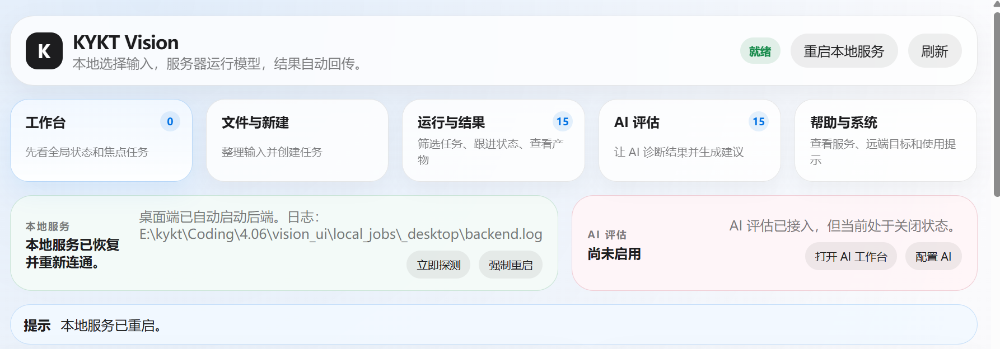 K
KYKT Vision
本地选择输入，服务器运行模型，结果自动回传。
就绪
重启本地服务
刷新
工作台
0
先看全局状态和焦点任务
文件与新建
整理输入并创建任务
运行与结果
15
筛选任务、跟进状态、查看产
物
AI 评估
15
让 AI 诊断结果并生成建议
帮助与系统
查看服务、远端目标和使用提
示
本地服务
本地服务已恢复
并重新连通。
桌面端已自动启动后端。日志：
E:\kykt\Coding\4.06\vision_ui\local_jobs\_desktop\backend.log
立即探测
强制重启
AI 评估
尚未启用
AI 评估已接入，但当前处于关闭状态。
打开 AI 工作台
配置 AI
提示 本地服务已重启。